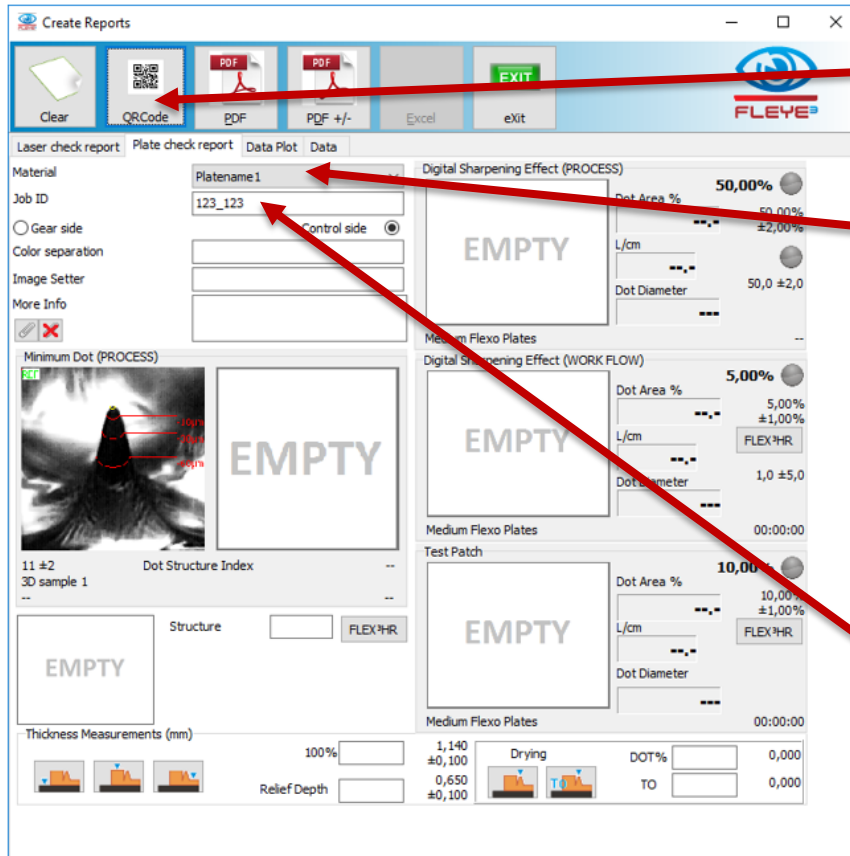 Create Reports
Clear
QRCode
PDF
PDF
PDF
PDF +/-
Excel
EXIT
eXit
FLEYE³
Laser check report Plate check report Data Plot Data
Material
Platename1
Job ID
123_123
Gear side Control side
Color separation
Image Setter
More Info
Minimum Dot (PROCESS)
REF
EMPTY
11 ±2 Dot Structure Index --
3D sample 1
-- --
EMPTY
Structure FLEX³HR
Digital Sharpening Effect (PROCESS)
EMPTY
50,00%
Dot Area %
50,00%
--,- ±2,00%
L/cm
--,-
50,0 ±2,0
Dot Diameter
---
Medium Flexo Plates --
Digital Sharpening Effect (WORK FLOW)
EMPTY
5,00%
Dot Area %
5,00%
--,- ±1,00%
L/cm FLEX³HR
--,-
1,0 ±5,0
Dot Diameter
---
Medium Flexo Plates 00:00:00
Test Patch
EMPTY
10,00%
Dot Area %
10,00%
--,- ±1,00%
L/cm FLEX³HR
--,-
Dot Diameter
---
Medium Flexo Plates 00:00:00
Thickness Measurements (mm)
100% 1,140
±0,100
Relief Depth 0,650
±0,100
Drying
TO
DOT% 0,000
TO 0,000